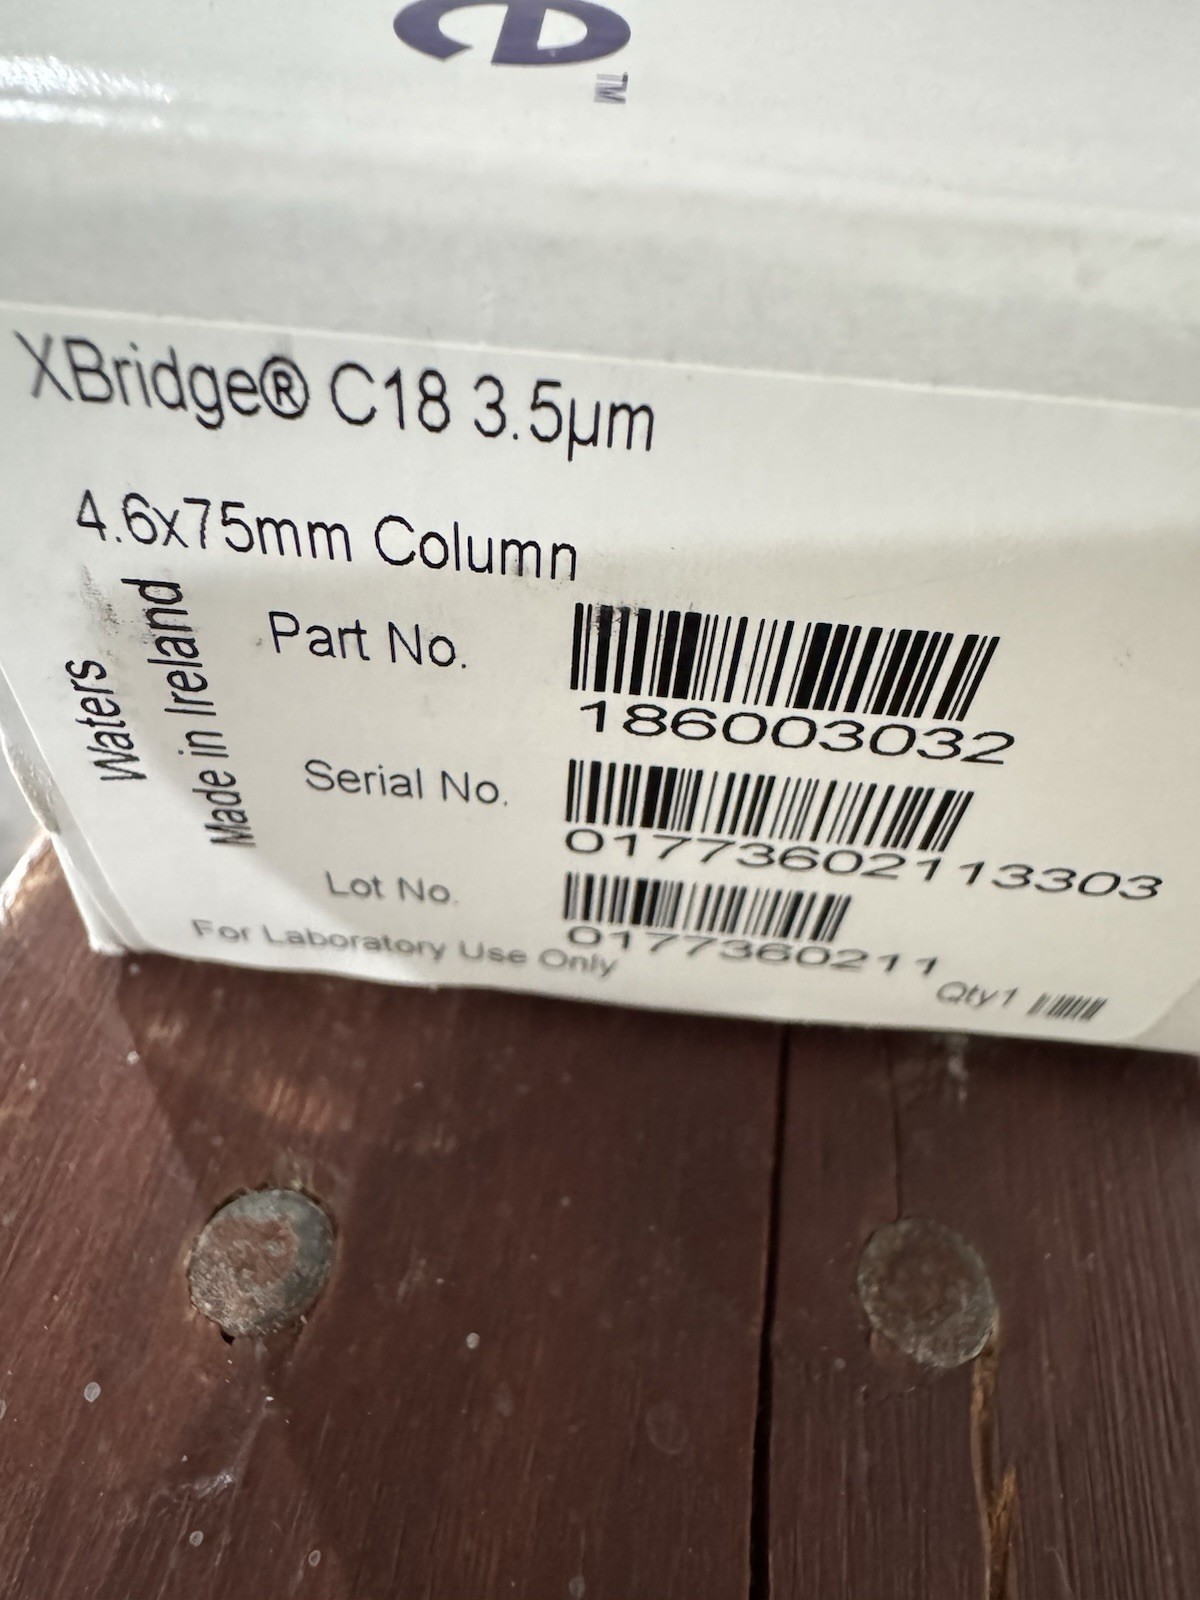 TM
XBridge® C18 3.5µm
4.6x75mm Column
Waters
Made in Ireland
Part No.
186003032
Serial No.
01773602113303
Lot No.
0177360211
For Laboratory Use Only
Qty1